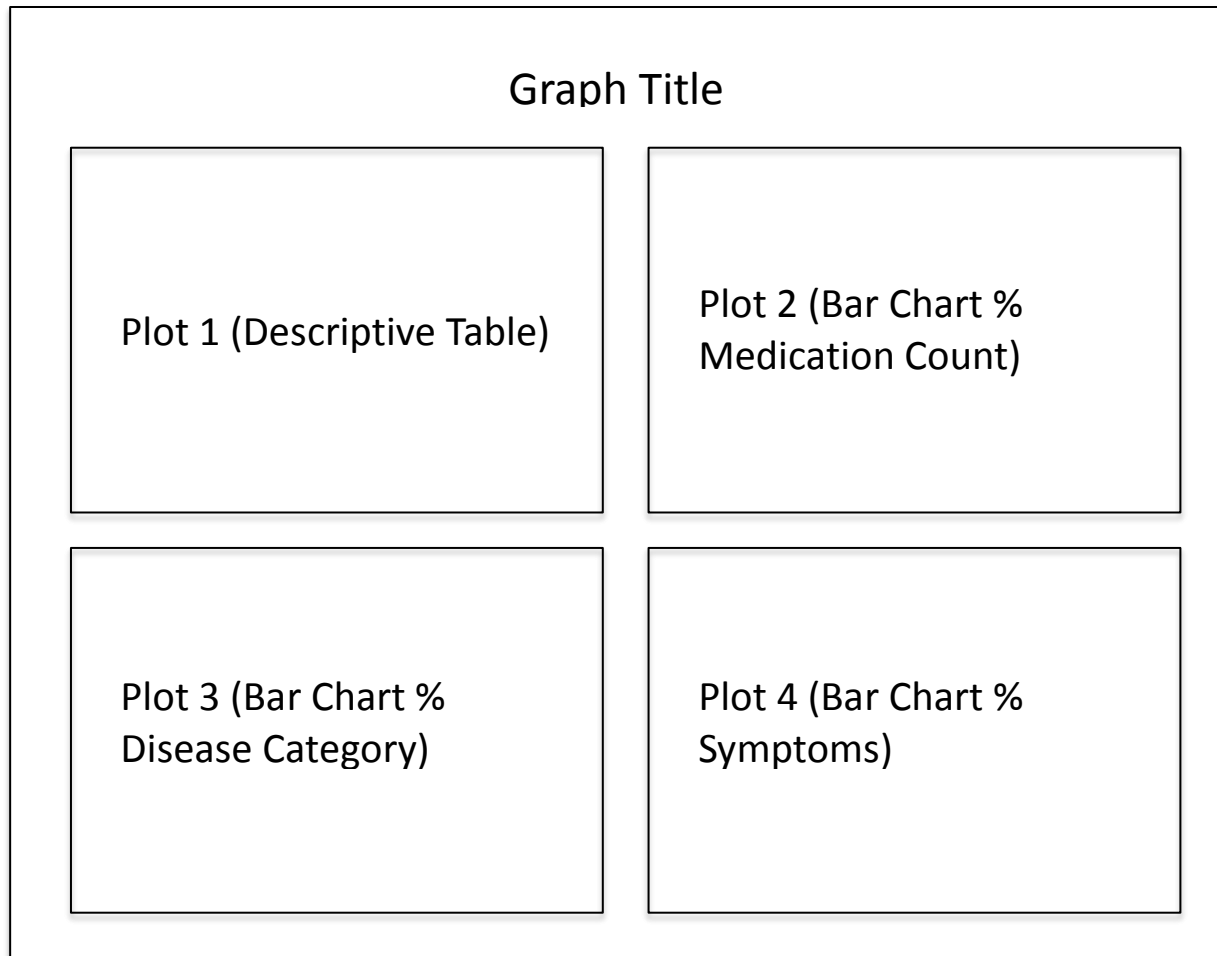 Graph Title
Plot 1 (Descriptive Table)
Plot 2 (Bar Chart %
Medication Count)
Plot 3 (Bar Chart %
Disease Category)
Plot 4 (Bar Chart %
Symptoms)